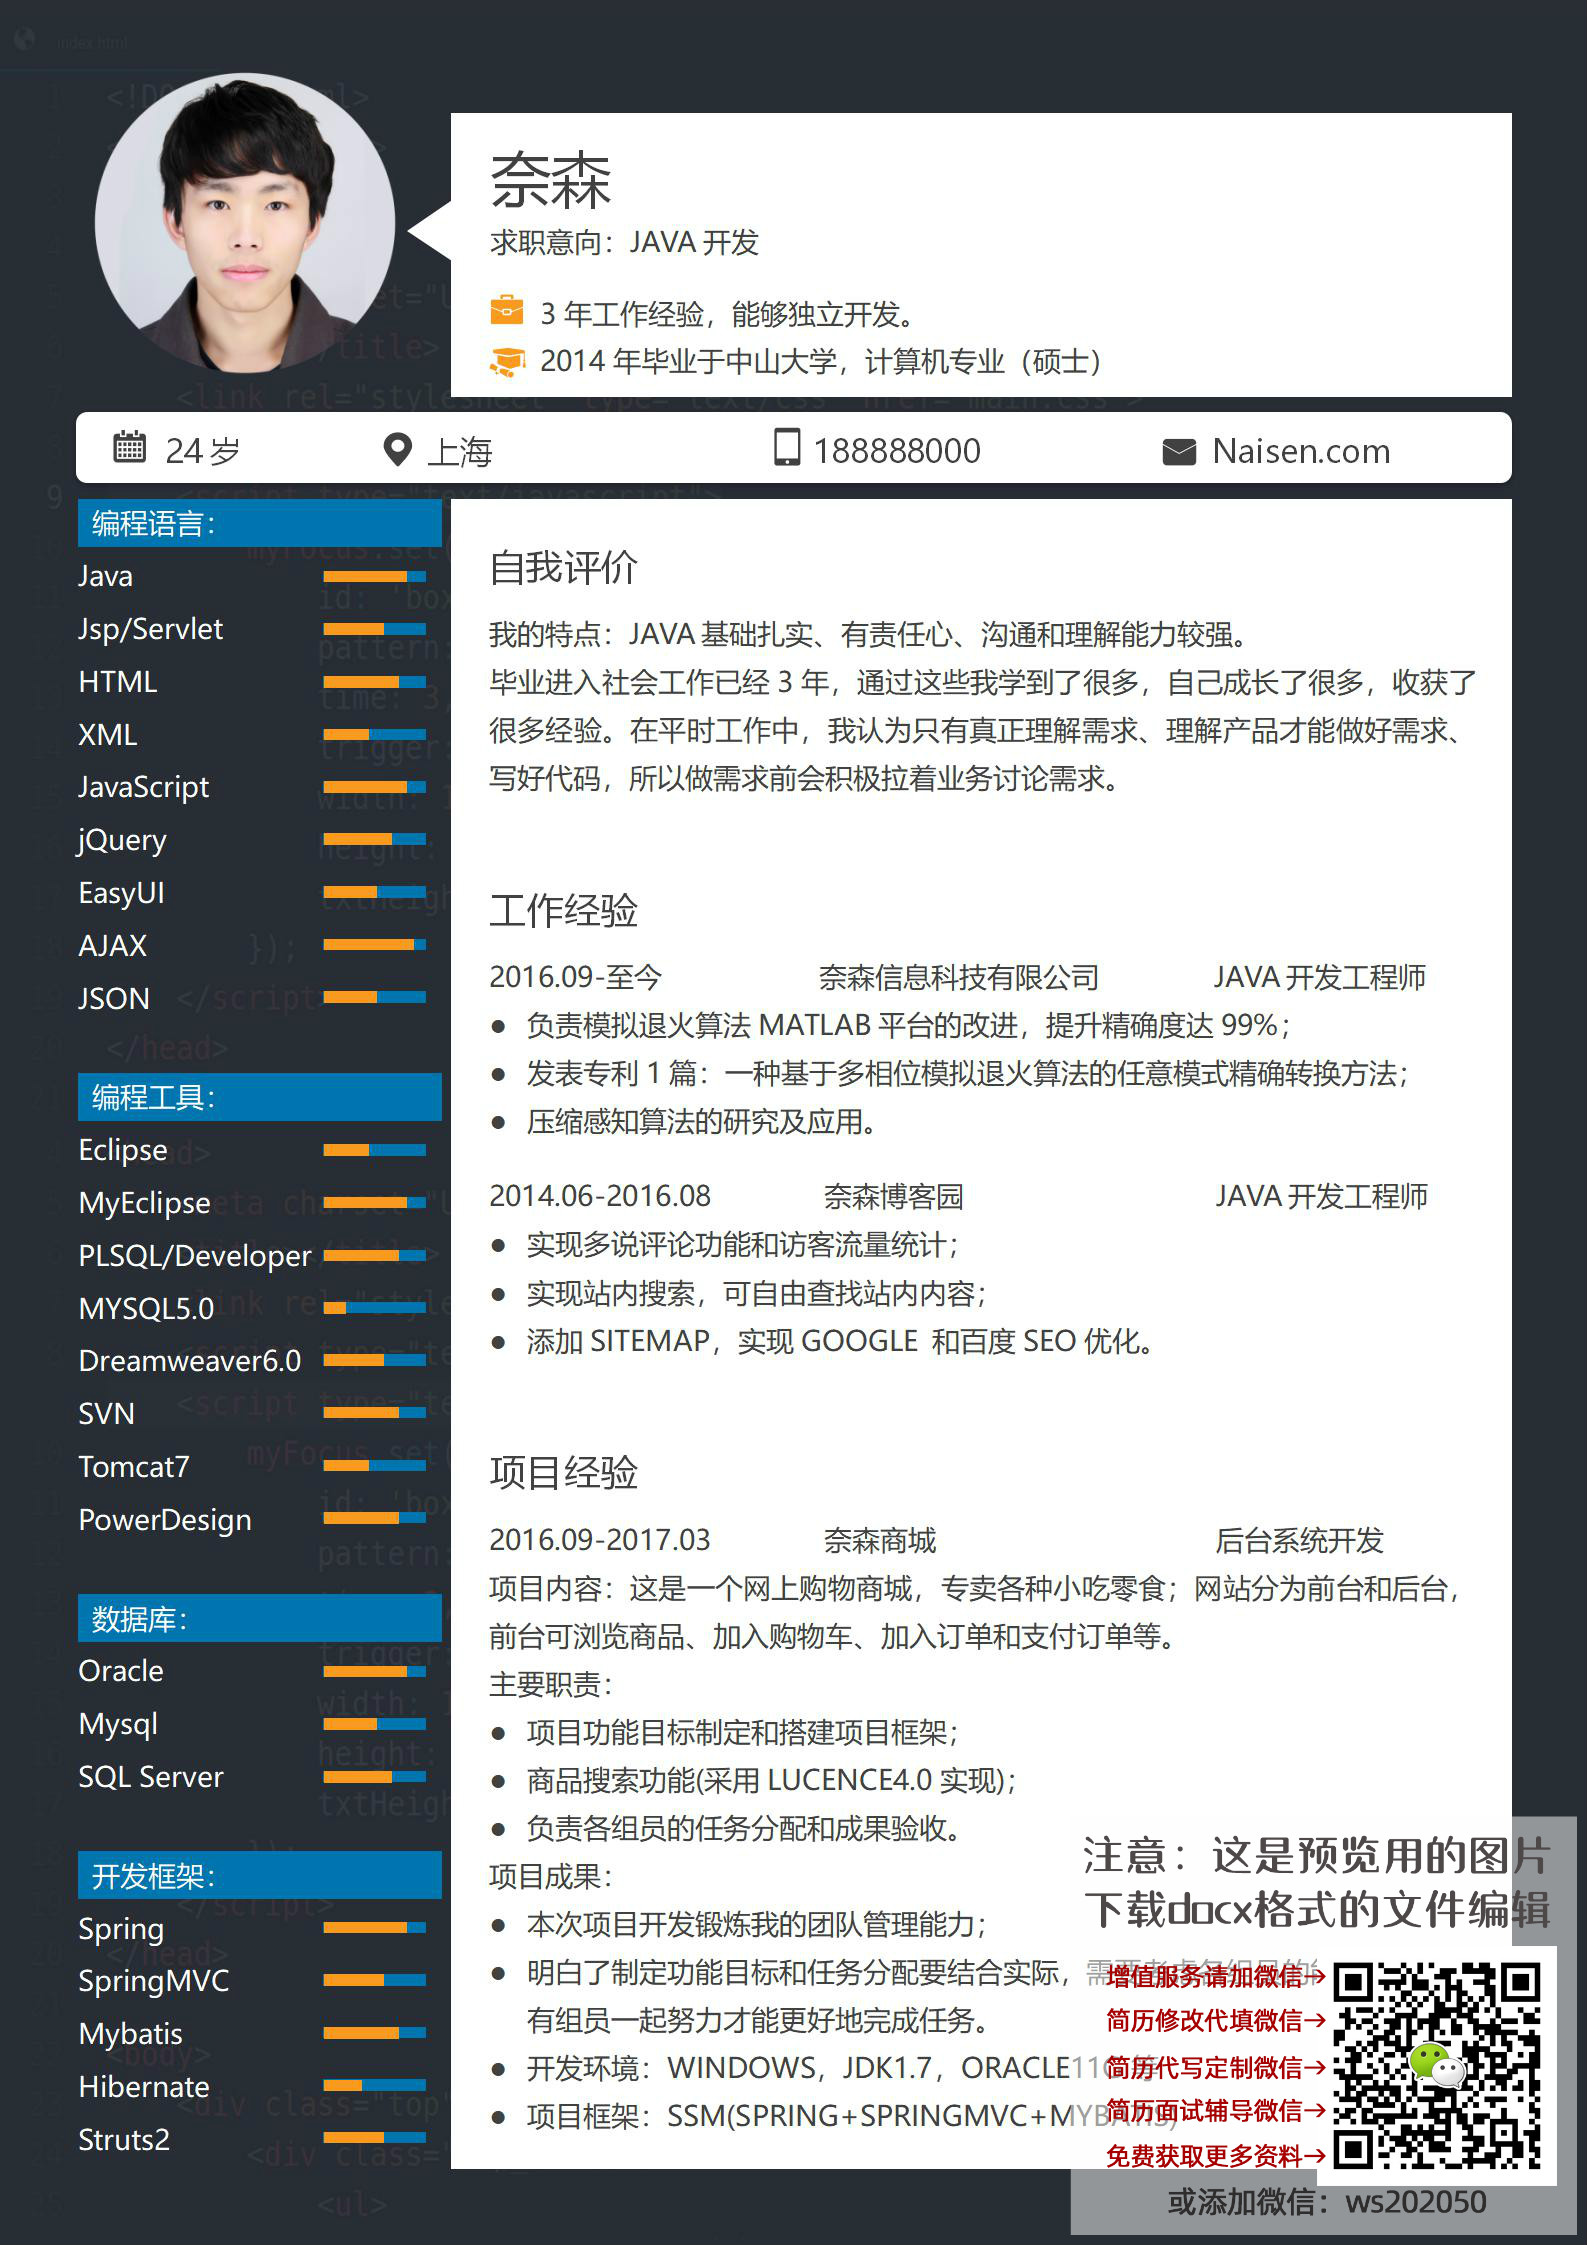 奈森
求职意向：JAVA 开发
3 年工作经验，能够独立开发。
2014 年毕业于中山大学，计算机专业（硕士）
24 岁
上海
188888000
Naisen.com
编程语言：
Java
Jsp/Servlet
HTML
XML
JavaScript
jQuery
EasyUI
AJAX
JSON
编程工具：
Eclipse
MyEclipse
PLSQL/Developer
MYSQL5.0
Dreamweaver6.0
SVN
Tomcat7
PowerDesign
数据库：
Oracle
Mysql
SQL Server
开发框架：
Spring
SpringMVC
Mybatis
Hibernate
Struts2
自我评价
我的特点：JAVA 基础扎实、有责任心、沟通和理解能力较强。
毕业进入社会工作已经 3 年，通过这些我学到了很多，自己成长了很多，收获了
很多经验。在平时工作中，我认为只有真正理解需求、理解产品才能做好需求、
写好代码，所以做需求前会积极拉着业务讨论需求。
工作经验
2016.09-至今 奈森信息科技有限公司 JAVA 开发工程师
● 负责模拟退火算法 MATLAB 平台的改进，提升精确度达 99%；
● 发表专利 1 篇：一种基于多相位模拟退火算法的任意模式精确转换方法；
● 压缩感知算法的研究及应用。
2014.06-2016.08 奈森博客园 JAVA 开发工程师
● 实现多说评论功能和访客流量统计；
● 实现站内搜索，可自由查找站内内容；
● 添加 SITEMAP，实现 GOOGLE 和百度 SEO 优化。
项目经验
2016.09-2017.03 奈森商城 后台系统开发
项目内容：这是一个网上购物商城，专卖各种小吃零食；网站分为前台和后台，
前台可浏览商品、加入购物车、加入订单和支付订单等。
主要职责：
● 项目功能目标制定和搭建项目框架；
● 商品搜索功能(采用 LUCENCE4.0 实现)；
● 负责各组员的任务分配和成果验收。
项目成果：
● 本次项目开发锻炼我的团队管理能力；
● 明白了制定功能目标和任务分配要结合实际，
有组员一起努力才能更好地完成任务。
● 开发环境：WINDOWS，JDK1.7，ORACLE11G 等
● 项目框架：SSM(SPRING+SPRINGMVC+MYBATIS)
注意：这是预览用的图片
下载docx格式的文件编辑
增值服务请加微信→
简历修改代填微信→
简历代写定制微信→
简历面试辅导微信→
免费获取更多资料→
或添加微信：ws202050